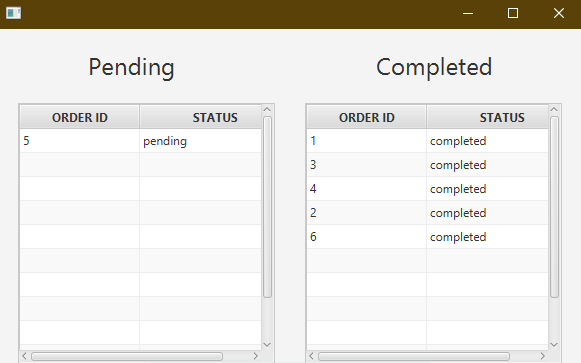 Pending
Completed
ORDER ID STATUS
5 pending
ORDER ID STATUS
1 completed
3 completed
4 completed
2 completed
6 completed